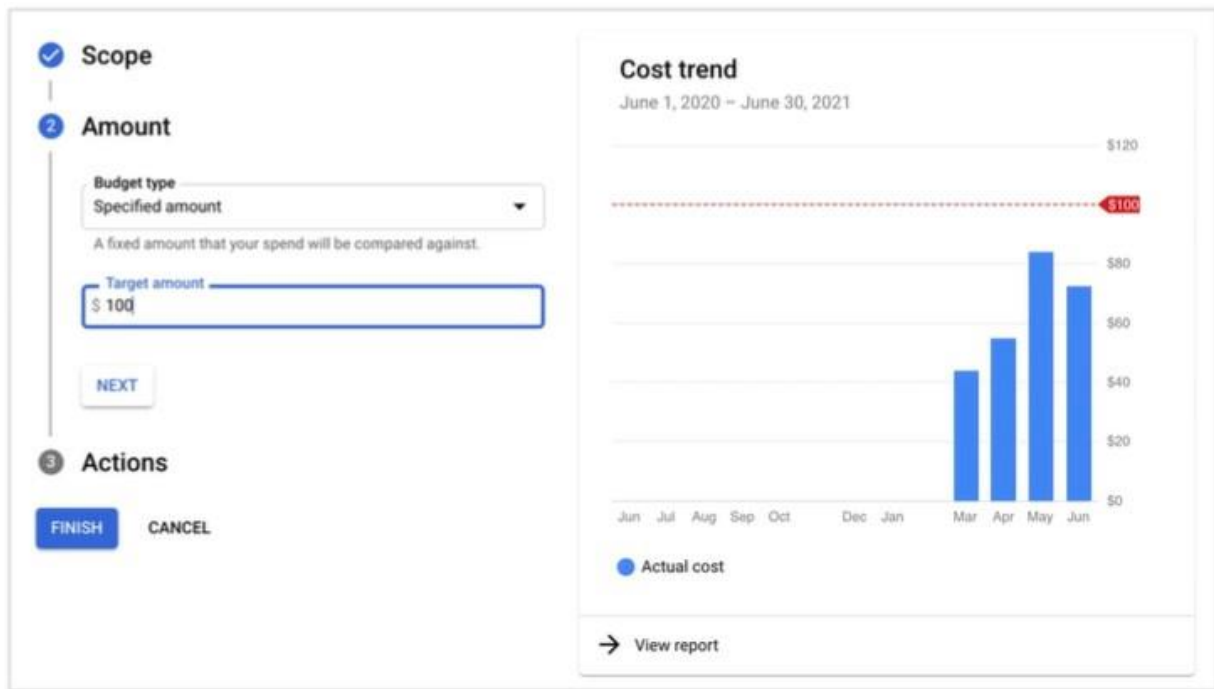 Scope
2 Amount
Budget type
Specified amount
A fixed amount that your spend will be compared against.
Target amount
$ 100
NEXT
3 Actions
FINISH CANCEL
Cost trend
June 1, 2020 – June 30, 2021
$120
$100
$80
$60
$40
$20
$0
Jun Jul Aug Sep Oct Dec Jan Mar Apr May Jun
Actual cost
View report